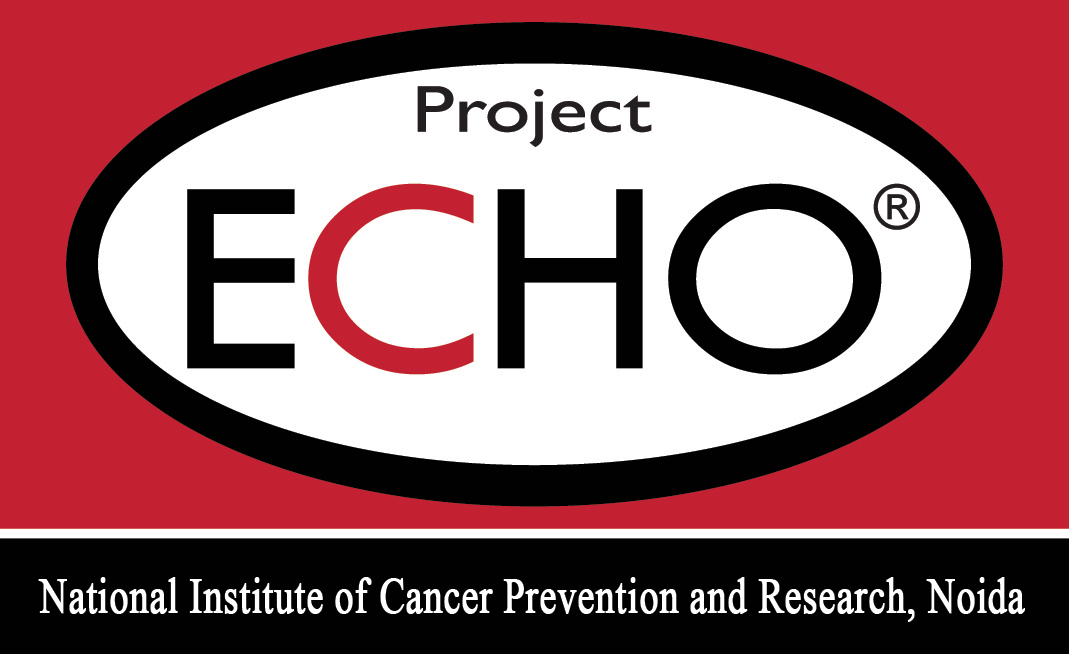 Project
ECHO®
National Institute of Cancer Prevention and Research, Noida